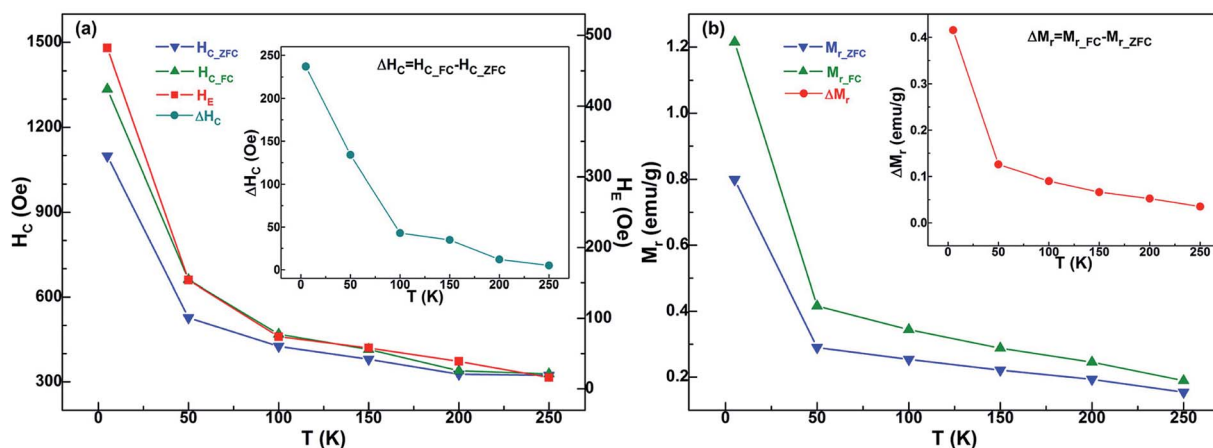 (a)
H_C_ZFC
H_C_FC
H_E
ΔH_C
1500
1200
900
600
300
H_C (Oe)
0
50
100
150
200
250
T (K)
500
400
300
200
100
0
H_E (Oe)
ΔH_C=H_C_FC-H_C_ZFC
250
200
150
100
50
0
ΔH_C (Oe)
0
50
100
150
200
250
T (K)
(b)
M_r_ZFC
M_r_FC
ΔM_r
1.2
1.0
0.8
0.6
0.4
0.2
M_r (emu/g)
0
50
100
150
200
250
T (K)
ΔM_r=M_r_FC-M_r_ZFC
0.4
0.3
0.2
0.1
0.0
ΔM_r (emu/g)
0
50
100
150
200
250
T (K)